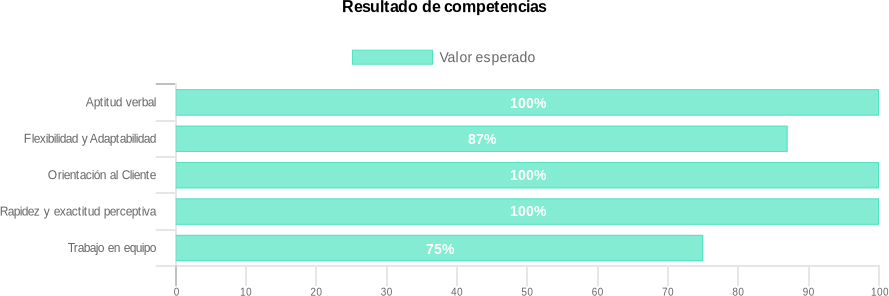 Resultado de competencias
Valor esperado
Aptitud verbal 100%
Flexibilidad y Adaptabilidad 87%
Orientación al Cliente 100%
Rapidez y exactitud perceptiva 100%
Trabajo en equipo 75%
0 10 20 30 40 50 60 70 80 90 100